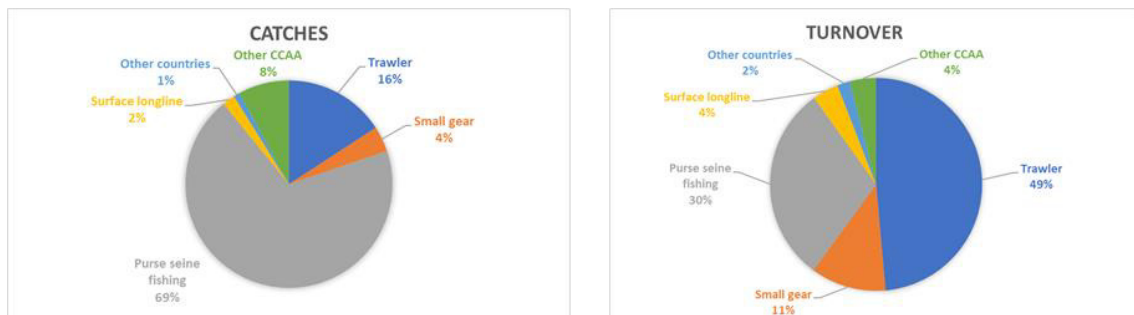 CATCHES
Other CCAA
8%
Trawler
16%
Other countries
1%
Surface longline
2%
Small gear
4%
Purse seine
fishing
69%
TURNOVER
Other CCAA
4%
Other countries
2%
Surface longline
4%
Purse seine
fishing
30%
Trawler
49%
Small gear
11%